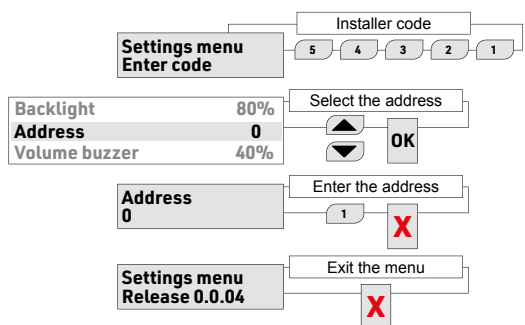 Installer code
Settings menu
Enter code
5 4 3 2 1
Select the address
Backlight 80%
Address 0
Volume buzzer 40%
OK
Enter the address
Address
0
1
X
Exit the menu
Settings menu
Release 0.0.04
X